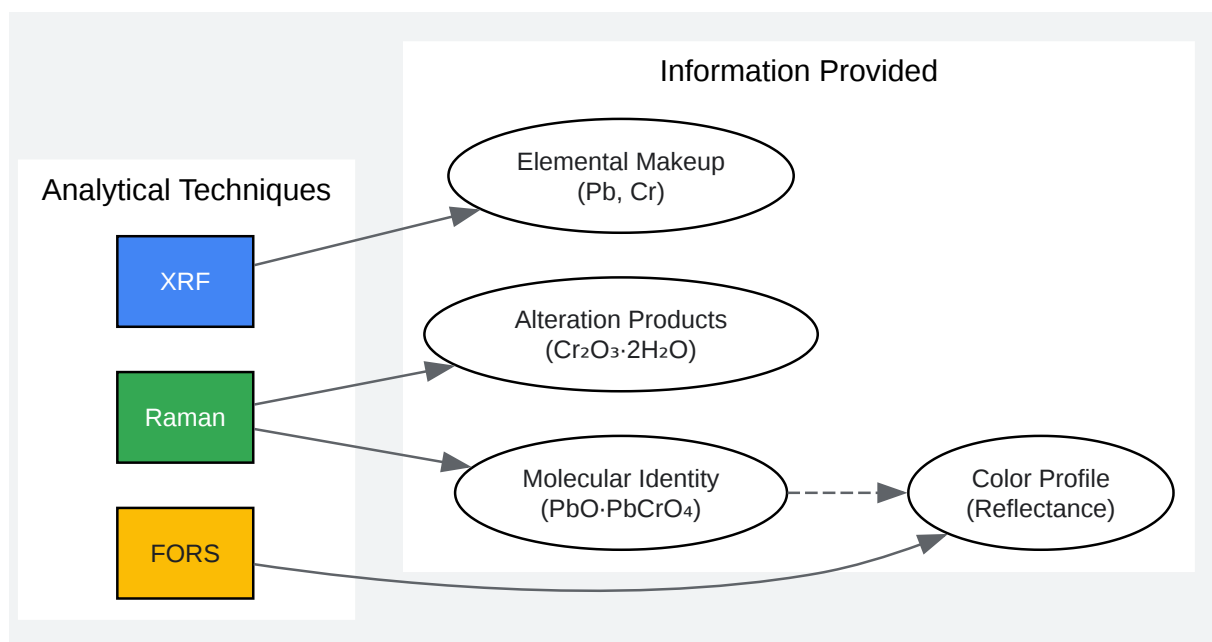 Information Provided
Elemental Makeup
(Pb, Cr)
Analytical Techniques
XRF
Alteration Products
(Cr₂O₃·2H₂O)
Raman
Molecular Identity
(PbO·PbCrO₄)
Color Profile
(Reflectance)
FORS